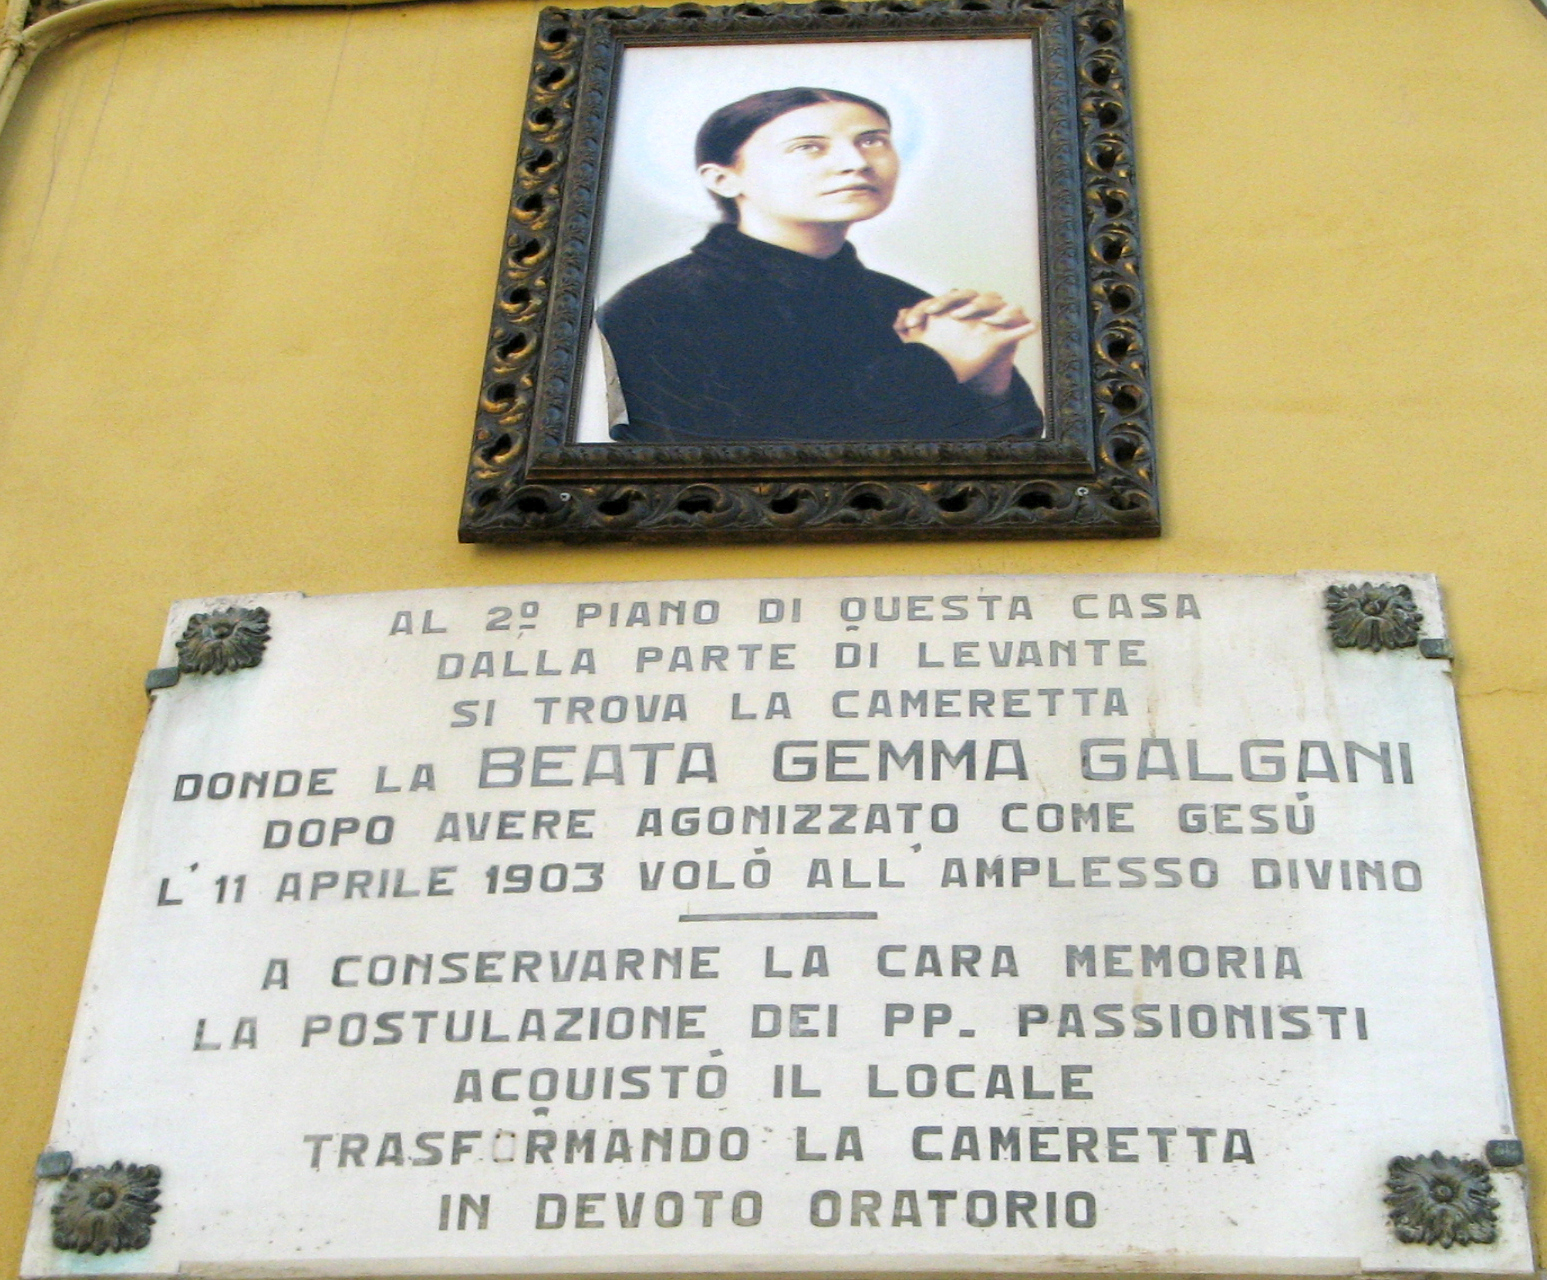 AL 2º PIANO DI QUESTA CASA
DALLA PARTE DI LEVANTE
SI TROVA LA CAMERETTA
DONDE LA BEATA GEMMA GALGANI
DOPO AVERE AGONIZZATO COME GESÚ
L'11 APRILE 1903 VOLÓ ALL'AMPLESSO DIVINO
A CONSERVARNE LA CARA MEMORIA
LA POSTULAZIONE DEI PP. PASSIONISTI
ACQUISTÓ IL LOCALE
TRASFORMANDO LA CAMERETTA
IN DEVOTO ORATORIO